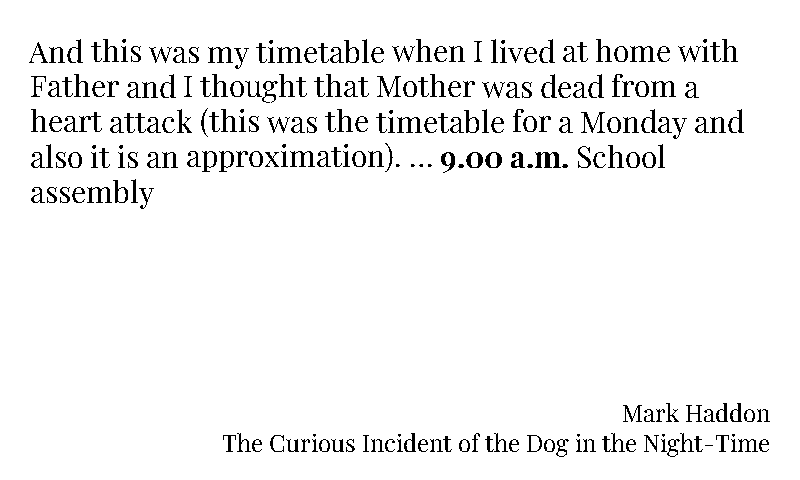 And this was my timetable when I lived at home with
Father and I thought that Mother was dead from a
heart attack (this was the timetable for a Monday and
also it is an approximation). ... 9.00 a.m. School
assembly
Mark Haddon
The Curious Incident of the Dog in the Night-Time